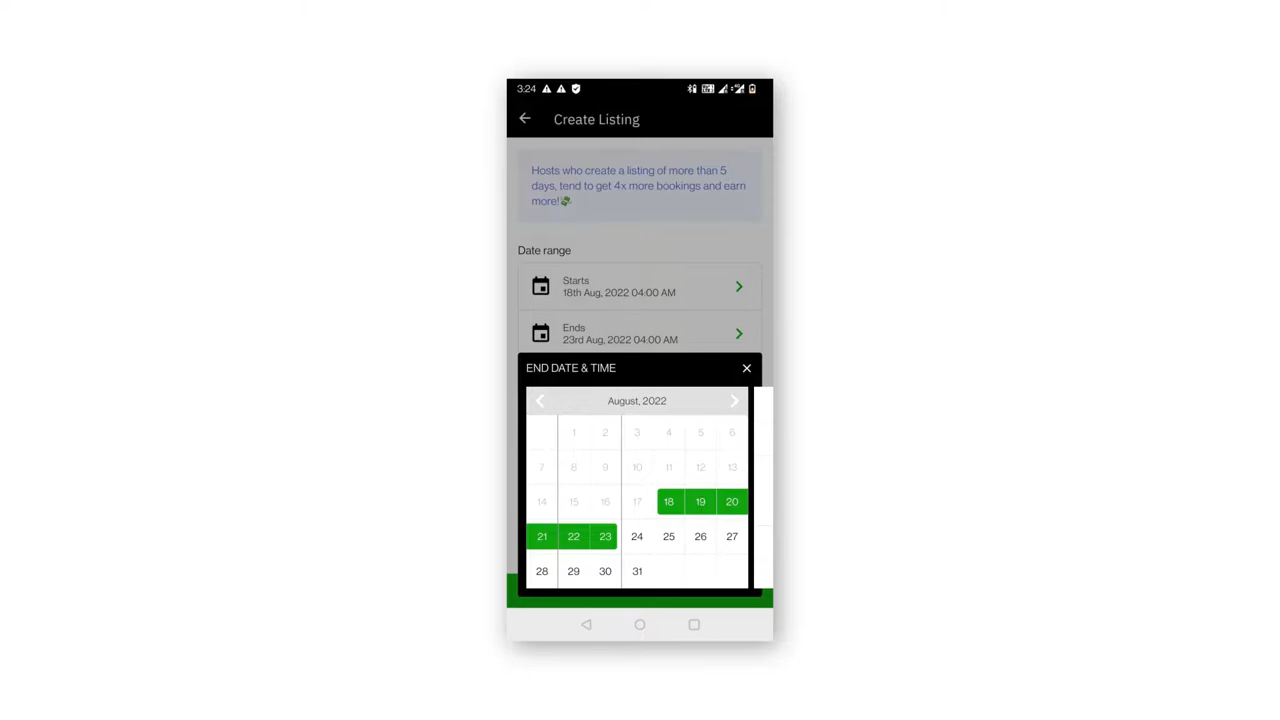 3:24
Create Listing
Hosts who create a listing of more than 5
days, tend to get 4x more bookings and earn
more!💸
Date range
Starts
18th Aug, 2022 04:00 AM
Ends
23rd Aug, 2022 04:00 AM
END DATE & TIME
August, 2022
1 2 3 4 5 6
7 8 9 10 11 12 13
14 15 16 17 18 19 20
21 22 23 24 25 26 27
28 29 30 31